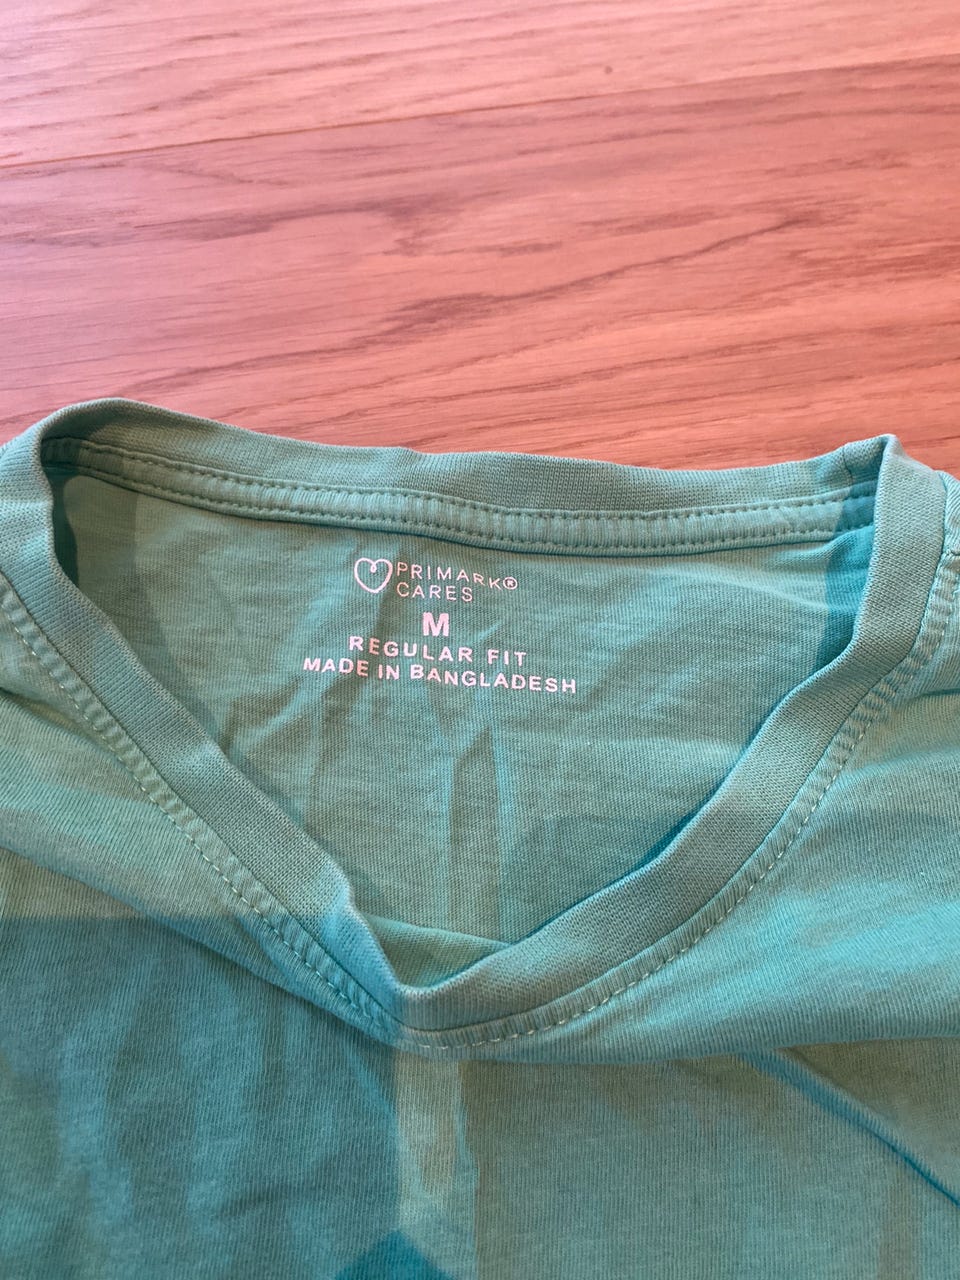 PRIMARK®
CARES
M
REGULAR FIT
MADE IN BANGLADESH